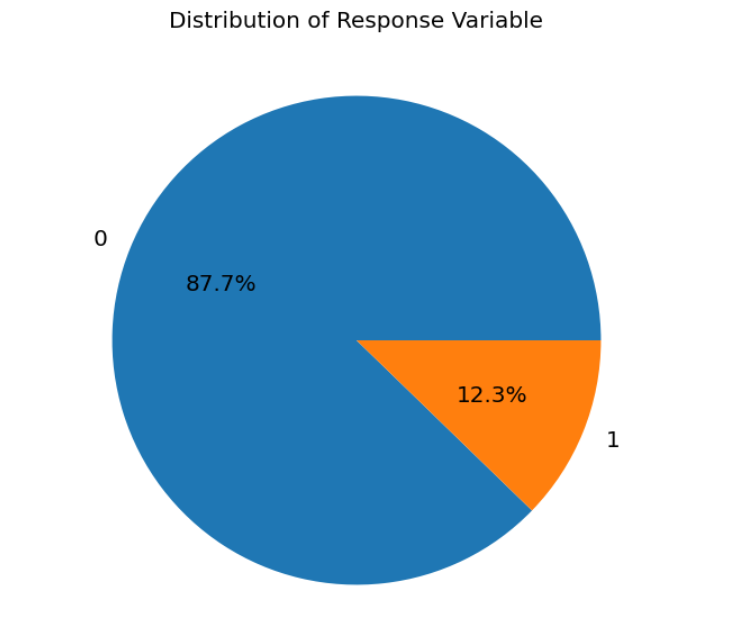 Distribution of Response Variable
0
87.7%
12.3%
1